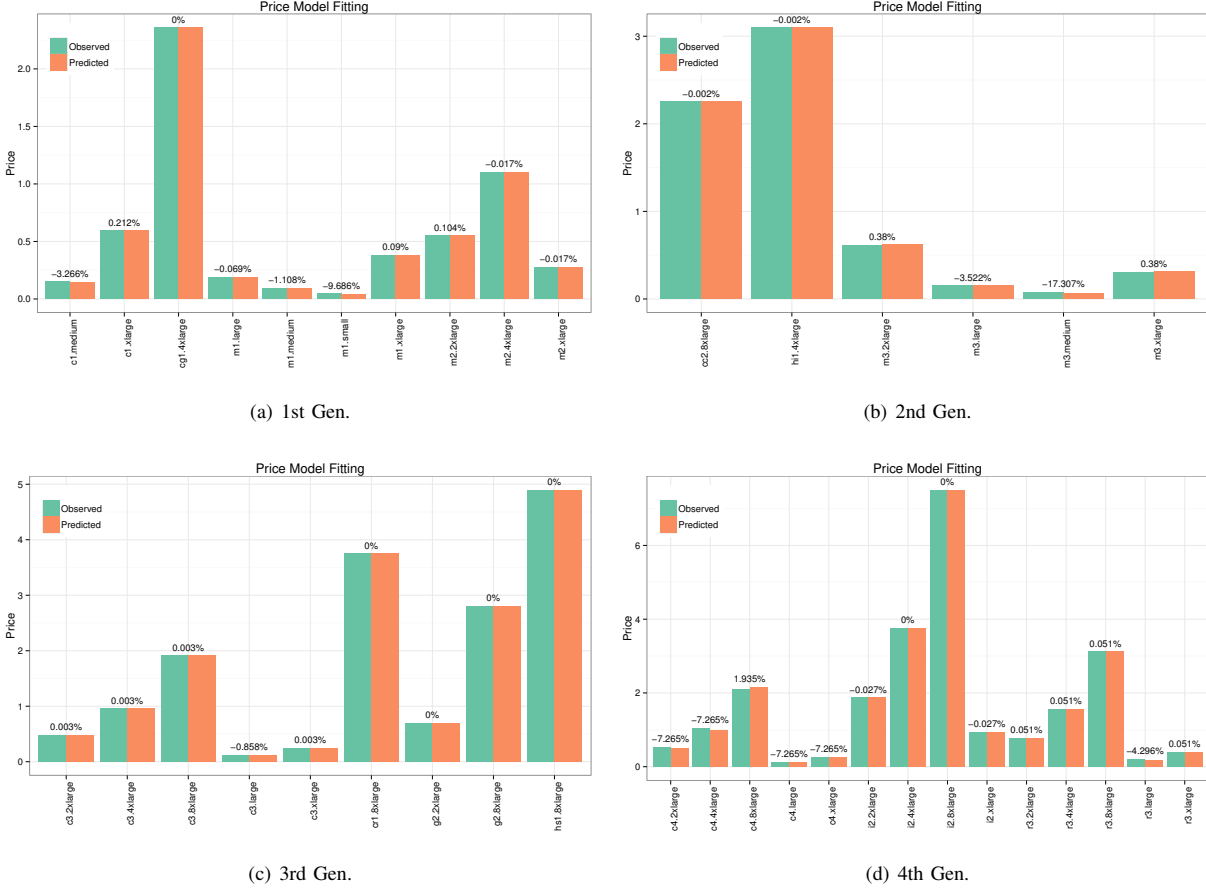 Price Model Fitting
Observed
Predicted
Price
2.0
1.5
1.0
0.5
0.0
−3.266%
0.212%
0%
−0.069%
−1.108%
−9.686%
0.09%
0.104%
−0.017%
−0.017%
c1.medium
c1.xlarge
cg1.4xlarge
m1.large
m1.medium
m1.small
m1.xlarge
m2.2xlarge
m2.4xlarge
m2.xlarge
(a) 1st Gen.
Price Model Fitting
Observed
Predicted
Price
3
2
1
0
−0.002%
−0.002%
0.38%
−3.522%
−17.307%
0.38%
cc2.8xlarge
hi1.4xlarge
m3.2xlarge
m3.large
m3.medium
m3.xlarge
(b) 2nd Gen.
Price Model Fitting
Observed
Predicted
Price
5
4
3
2
1
0
0.003%
0.003%
0.003%
−0.858%
0.003%
0%
0%
0%
0%
c3.2xlarge
c3.4xlarge
c3.8xlarge
c3.large
c3.xlarge
cr1.8xlarge
g2.2xlarge
g2.8xlarge
hs1.8xlarge
(c) 3rd Gen.
Price Model Fitting
Observed
Predicted
Price
6
4
2
0
−7.265%
−7.265%
1.935%
−7.265%
−7.265%
−0.027%
0%
0%
−0.027%
0.051%
0.051%
0.051%
−4.296%
0.051%
c4.2xlarge
c4.4xlarge
c4.8xlarge
c4.large
c4.xlarge
i2.2xlarge
i2.4xlarge
i2.8xlarge
i2.xlarge
r3.2xlarge
r3.4xlarge
r3.8xlarge
r3.large
r3.xlarge
(d) 4th Gen.